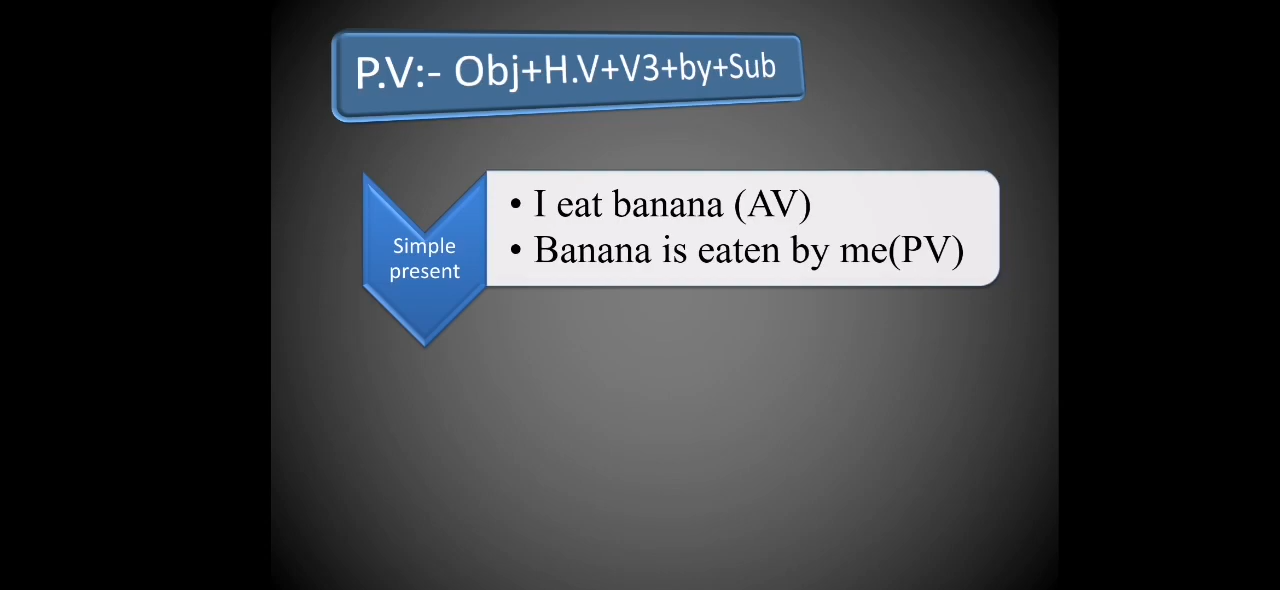 P.V:- Obj+H.V+V3+by+Sub
Simple
present
• I eat banana (AV)
• Banana is eaten by me(PV)